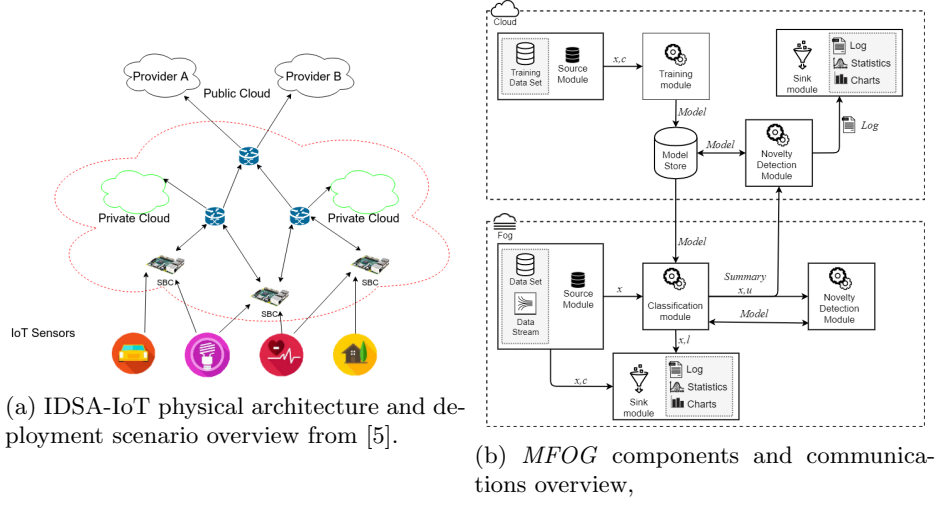 Provider A
Provider B
Public Cloud
Private Cloud
Private Cloud
SBC
SBC
SBC
IoT Sensors
(a) IDSA-IoT physical architecture and de-
ployment scenario overview from [5].
Cloud
Training
Data Set
Source
Module
x,c
Training
module
Sink
module
Log
Statistics
Charts
Model
Log
Model
Store
Model
Novelty
Detection
Module
Fog
Model
Data Set
Data
Stream
Source
Module
x
Classification
module
Summary
x,u
Model
Novelty
Detection
Module
x,l
x,c
Sink
module
Log
Statistics
Charts
(b) MFOG components and communica-
tions overview,